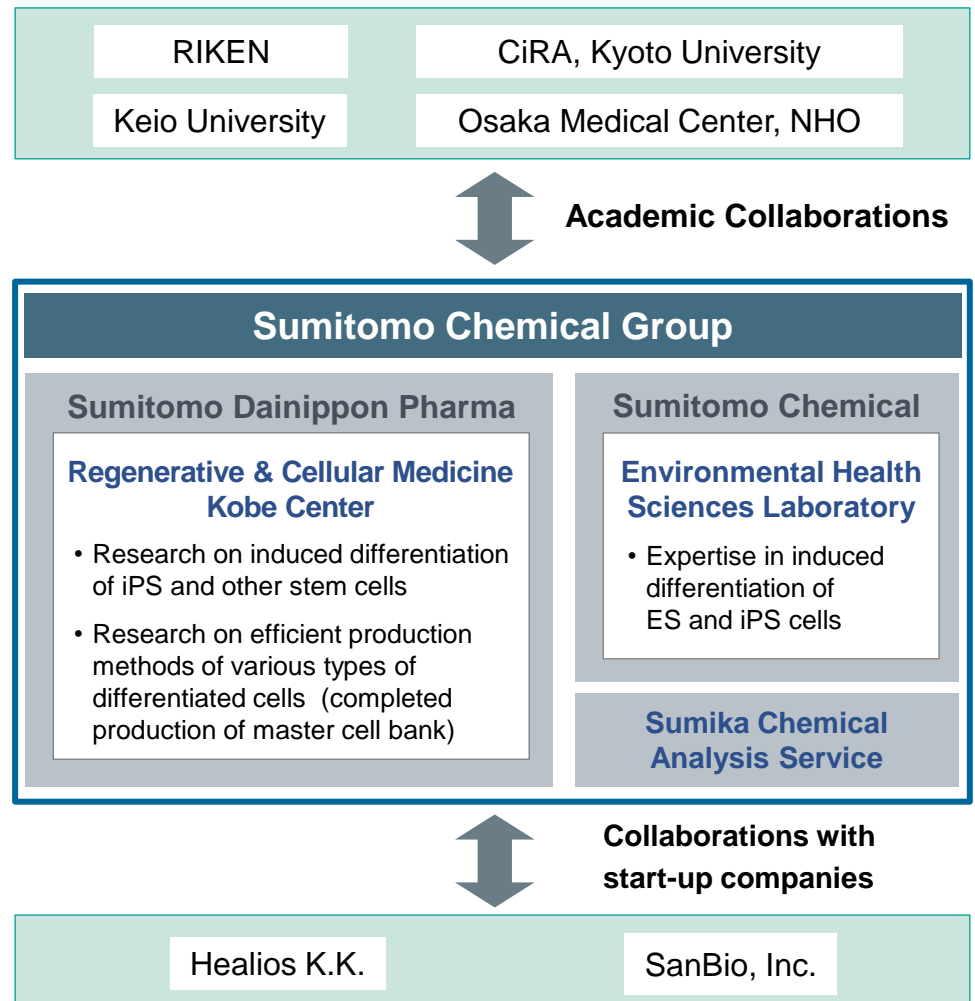 RIKEN
CiRA, Kyoto University
Keio University
Osaka Medical Center, NHO
Academic Collaborations
Sumitomo Chemical Group
Sumitomo Dainippon Pharma
Regenerative & Cellular Medicine
Kobe Center
• Research on induced differentiation
of iPS and other stem cells
• Research on efficient production
methods of various types of
differentiated cells (completed
production of master cell bank)
Sumitomo Chemical
Environmental Health
Sciences Laboratory
• Expertise in induced
differentiation of
ES and iPS cells
Sumika Chemical
Analysis Service
Collaborations with
start-up companies
Healios K.K.
SanBio, Inc.